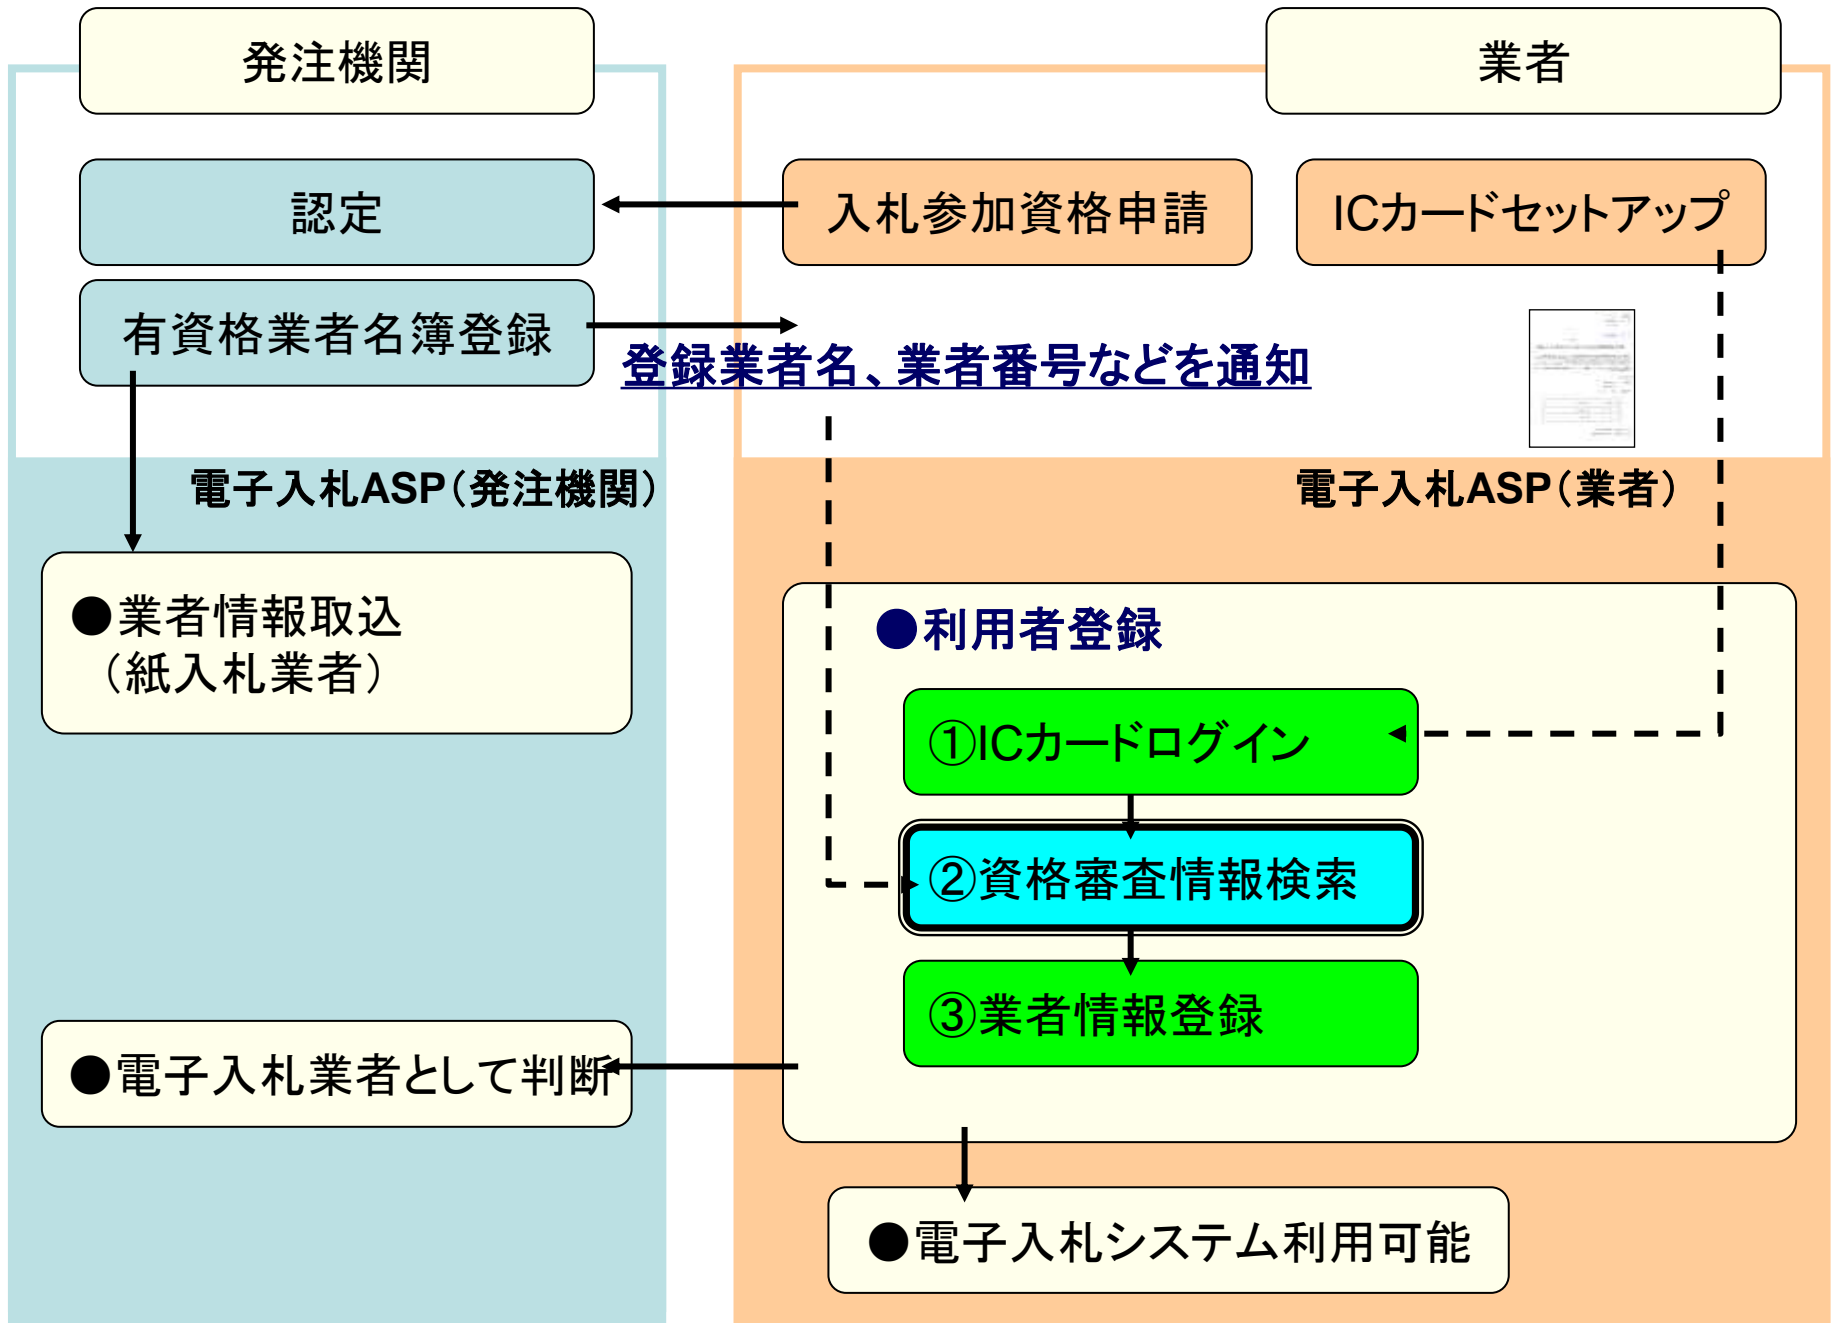 発注機関
業者
認定
入札参加資格申請
ICカードセットアップ
有資格業者名簿登録
登録業者名、業者番号などを通知
電子入札ASP（発注機関）
電子入札ASP（業者）
●業者情報取込
（紙入札業者）
●利用者登録
①ICカードログイン
②資格審査情報検索
③業者情報登録
●電子入札業者として判断
●電子入札システム利用可能